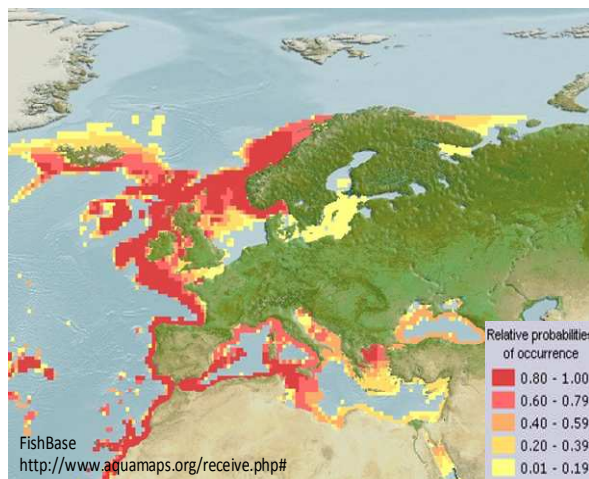 Relative probabilities
of occurrence
0.80 - 1.00
0.60 - 0.79
0.40 - 0.59
0.20 - 0.39
0.01 - 0.19
FishBase
http://www.aquamaps.org/receive.php#